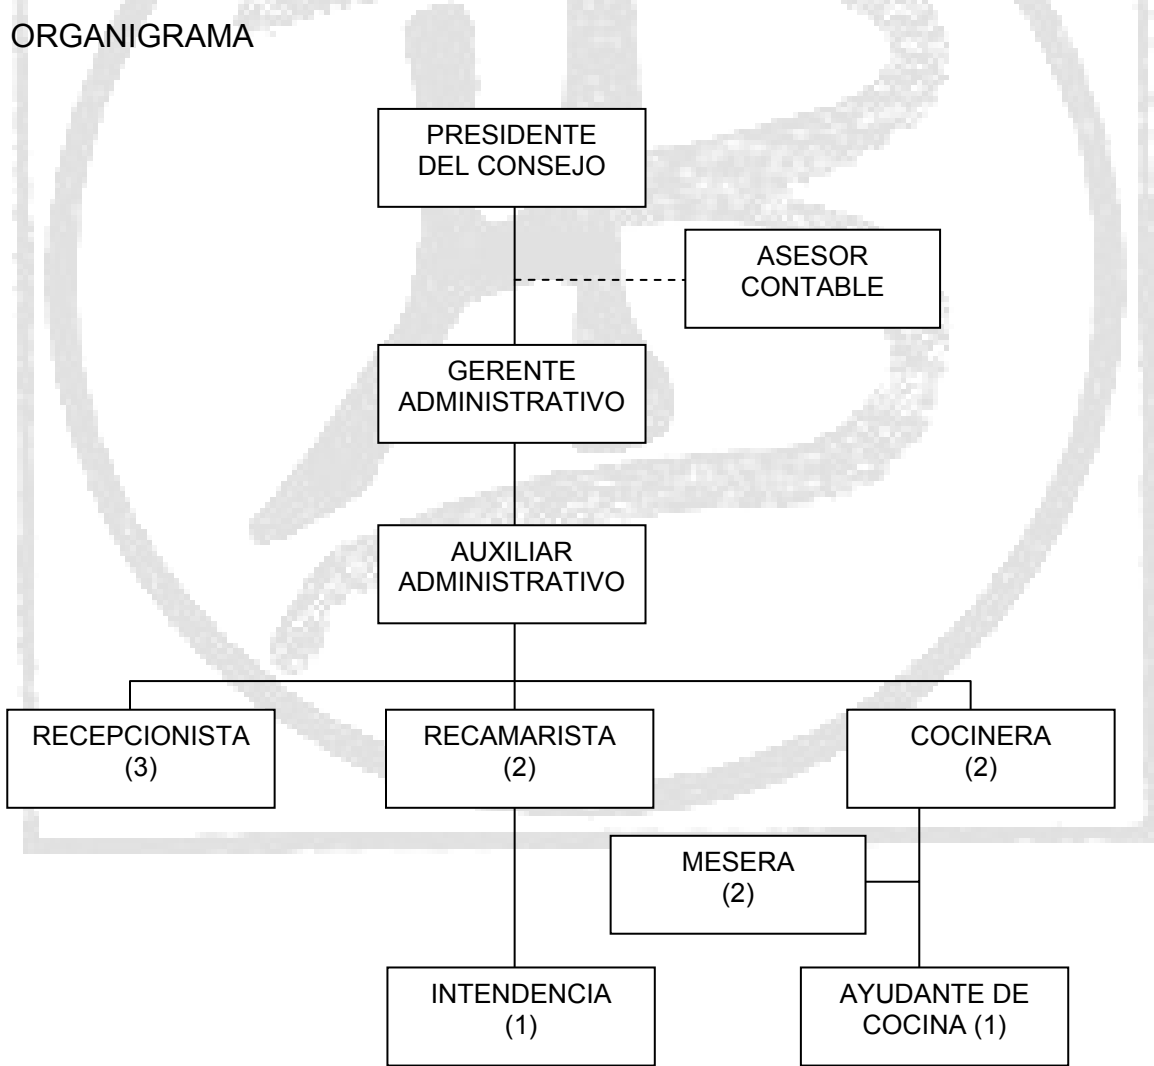 ORGANIGRAMA
PRESIDENTE
DEL CONSEJO
ASESOR
CONTABLE
GERENTE
ADMINISTRATIVO
AUXILIAR
ADMINISTRATIVO
RECEPCIONISTA
(3)
RECAMARISTA
(2)
COCINERA
(2)
MESERA
(2)
INTENDENCIA
(1)
AYUDANTE DE
COCINA (1)